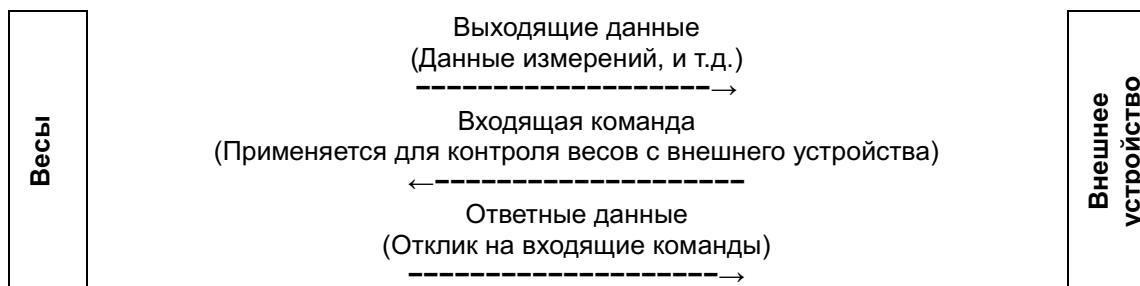 Выходящие данные
(Данные измерений, и т.д.)
Весы
Входящая команда
(Применяется для контроля весов с внешнего устройства)
Ответные данные
(Отклик на входящие команды)
Внешнее
устройство